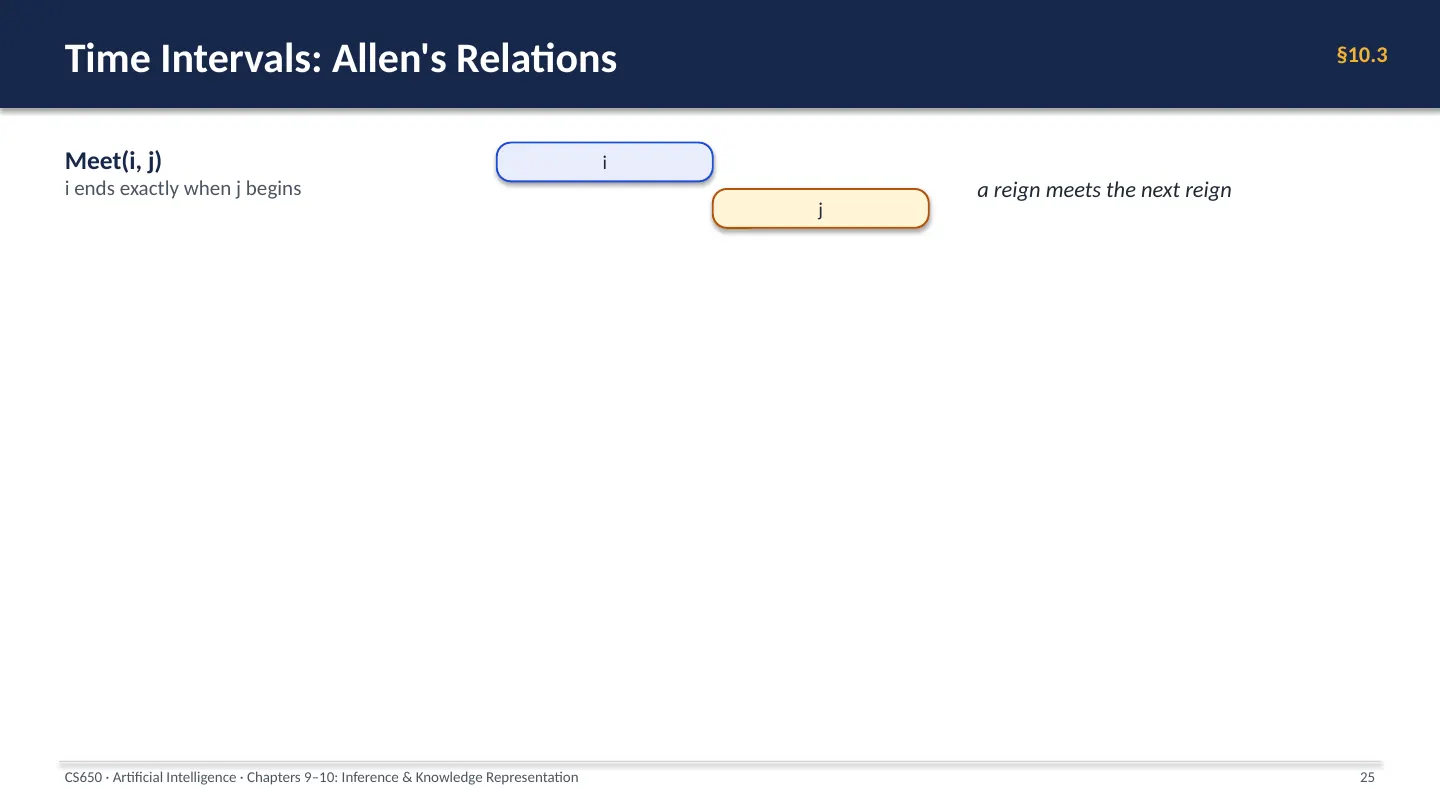 Time Intervals: Allen's Relations
§10.3
Meet(i, j)
i ends exactly when j begins
i
j
a reign meets the next reign
CS650 · Artificial Intelligence · Chapters 9–10: Inference & Knowledge Representation
25